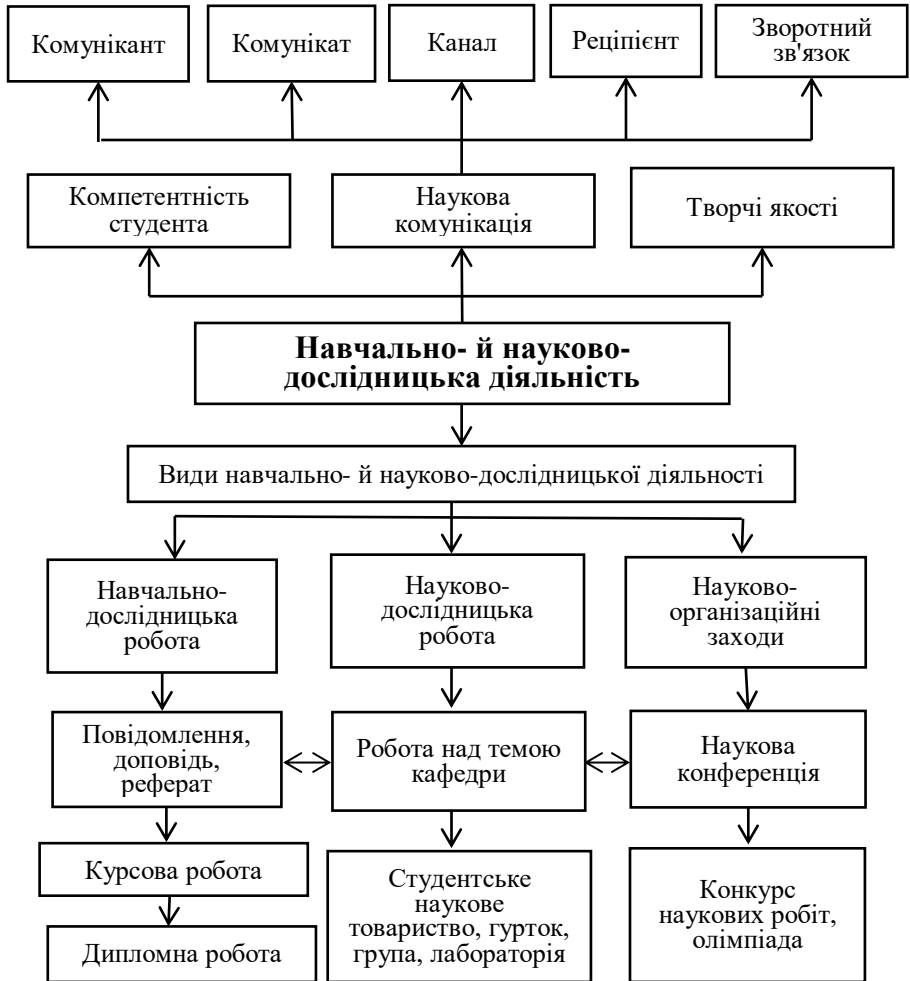 Комунікант
Комунікат
Канал
Реціпієнт
Зворотний
зв'язок
Компетентність
студента
Наукова
комунікація
Творчі якості
Навчально- й науково-
дослідницька діяльність
Види навчально- й науково-дослідницької діяльності
Навчально-
дослідницька
робота
Науково-
дослідницька
робота
Науково-
організаційні
заходи
Повідомлення,
доповідь,
реферат
Робота над темою
кафедри
Наукова
конференція
Курсова робота
Дипломна робота
Студентське
наукове
товариство, гурток,
група, лабораторія
Конкурс
наукових робіт,
олімпіада